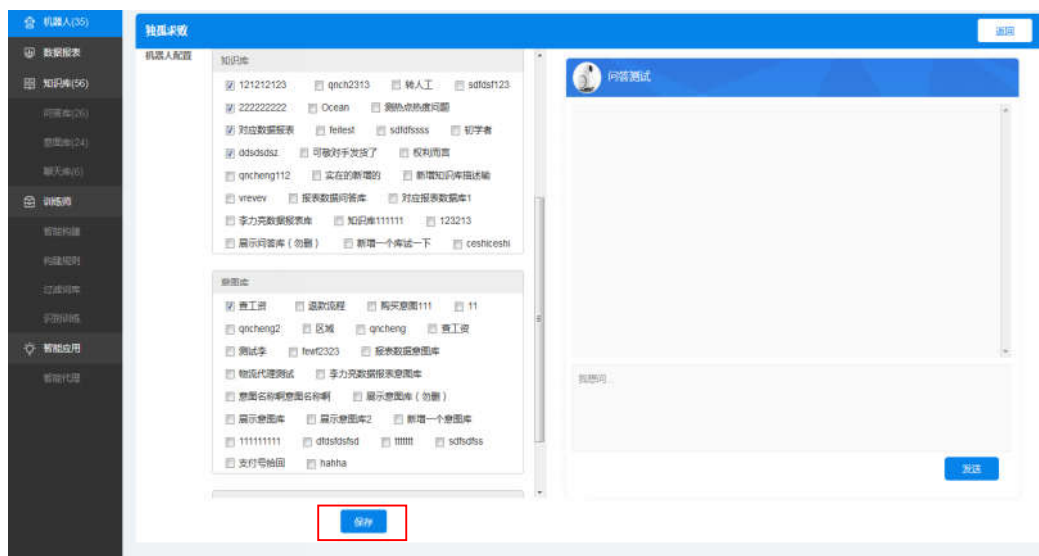 机器人(35)
数据报表
知识库(56)
问答库(26)
意图库(24)
聊天库(6)
训练师
智能构建
构建规则
过滤词库
识别训练
智能应用
智能代理
独孤求败
返回
机器人配置
知识库
121212123 qnch2313 转人工 sdfdsf123
222222222 Ocean 测热点热度问题
对应数据报表 feitest sdfdfssss 初学者
ddsdsdsz 可敬对手发货了 权利而言
qncheng112 实在的新增的 新增知识库描述输
vrevev 报表数据问答库 对应报表数据库1
李力亮数据报表库 知识库111111 123213
展示问答库(勿删) 新增一个库试一下 ceshiceshi
意图库
查工资 退款流程 购买意图111 11
qncheng2 区域 qncheng 查工资
测试李 fewf2323 报表数据意图库
物流代理测试 李力亮数据报表意图库
意图名称啊意图名称啊 展示意图库(勿删)
展示意图库 展示意图库2 新增一个意图库
111111111 dfdsfdsfsd ttttttt sdfsdfss
支付号给回 hahha
保存
问答测试
我想问...
发送